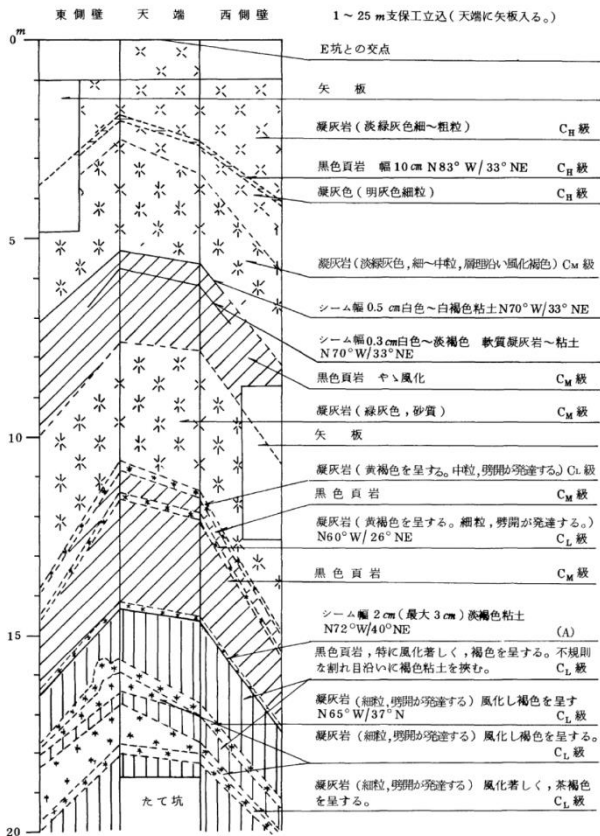 東側壁 天端 西側壁
1～25m支保工立込(天端に矢板入る。)
m
0
E坑との交点
矢板
凝灰岩(淡緑灰色細～粗粒) CH級
黒色頁岩 幅10cm N83°W/33°NE CH級
凝灰色(明灰色細粒) CH級
5
凝灰岩(淡緑灰色,細～中粒,層理沿い風化褐色) CM級
シーム幅0.5cm白色～白褐色粘土N70°W/33°NE
シーム幅0.3cm白色～淡褐色 軟質凝灰岩～粘土
N70°W/33°NE
黒色頁岩 やゝ風化 CM級
凝灰岩(緑灰色,砂質) CM級
10
矢板
凝灰岩(黄褐色を呈する。中粒,劈開が発達する。) CL級
黒色頁岩 CM級
凝灰岩(黄褐色を呈する。細粒,劈開が発達する。)
N60°W/26°NE CL級
黒色頁岩 CM級
シーム幅2cm(最大3cm)淡褐色粘土
N72°W/40°NE (A)
15
黒色頁岩,特に風化著しく,褐色を呈する。不規則
な割れ目沿いに褐色粘土を挟む。 CL級
凝灰岩(細粒,劈開が発達する)風化し褐色を呈す
N65°W/37°N CL級
凝灰岩(細粒,劈開が発達する)風化し褐色を呈する。
CL級
凝灰岩(細粒,劈開が発達する)風化著しく,茶褐色
を呈する。 CL級
たて坑
20